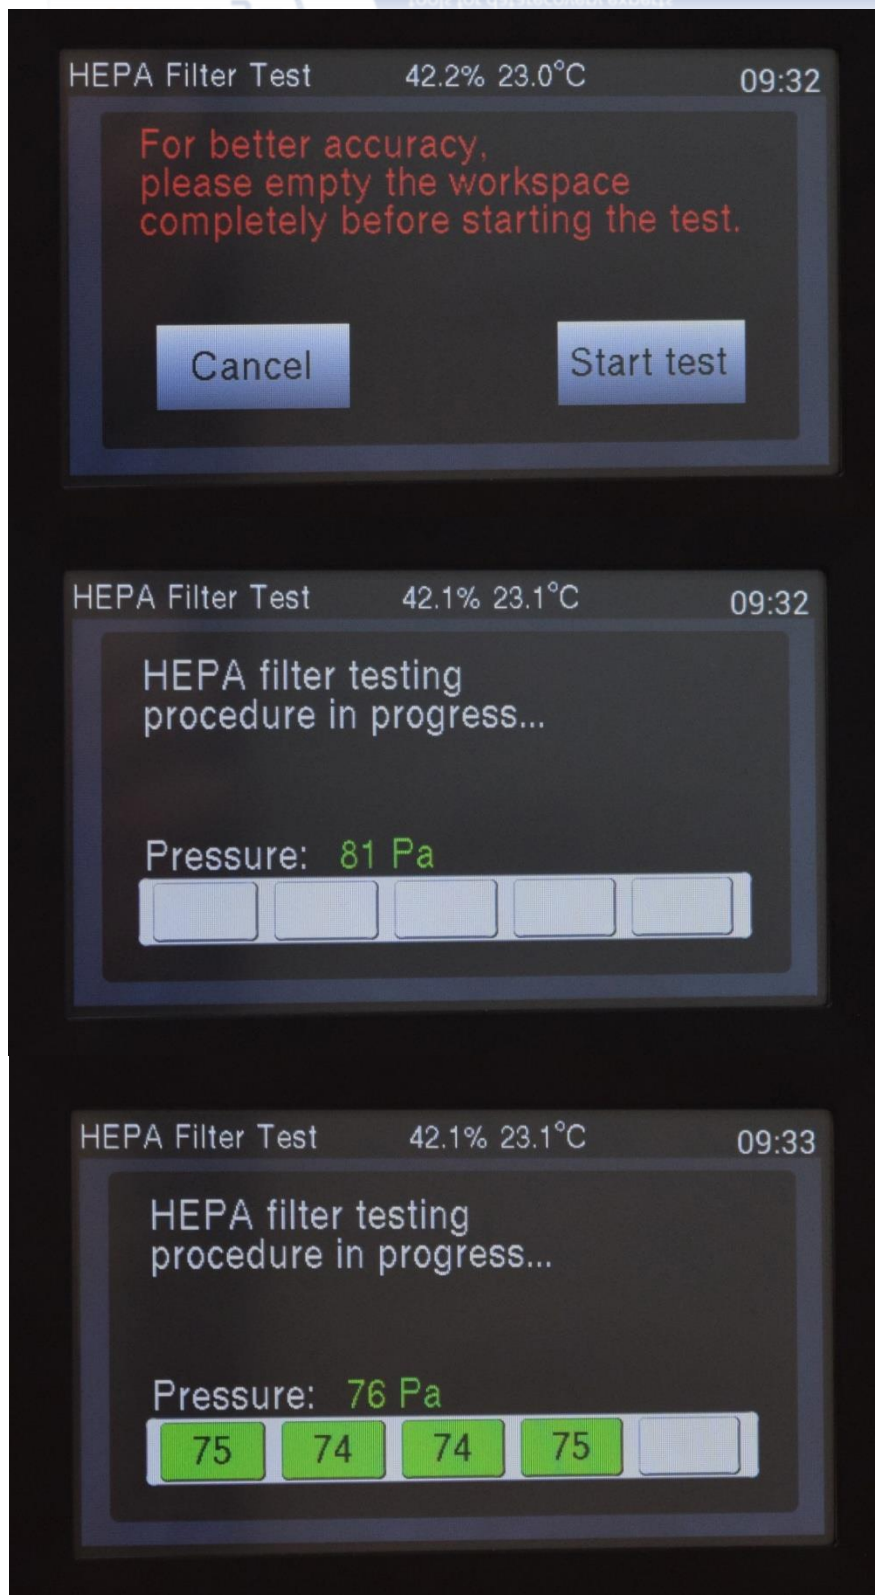 HEPA Filter Test 42.2% 23.0°C 09:32
For better accuracy,
please empty the workspace
completely before starting the test.
Cancel Start test
HEPA Filter Test 42.1% 23.1°C 09:32
HEPA filter testing
procedure in progress...
Pressure: 81 Pa
HEPA Filter Test 42.1% 23.1°C 09:33
HEPA filter testing
procedure in progress...
Pressure: 76 Pa
75 74 74 75